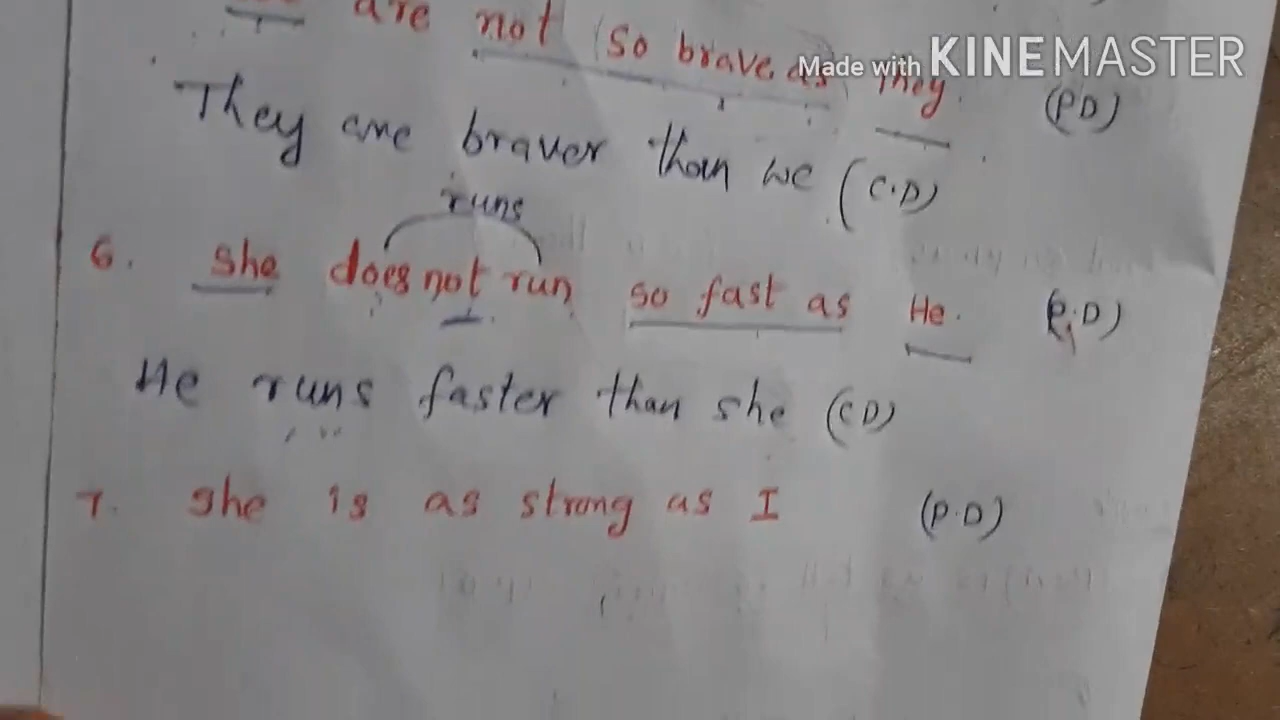 are not so brave as They. (PD)
Made with KINEMASTER
They are braver than we (C.D)
runs
6. She does not run so fast as He. (P.D)
He runs faster than she (CD)
7. She is as strong as I (P.D)